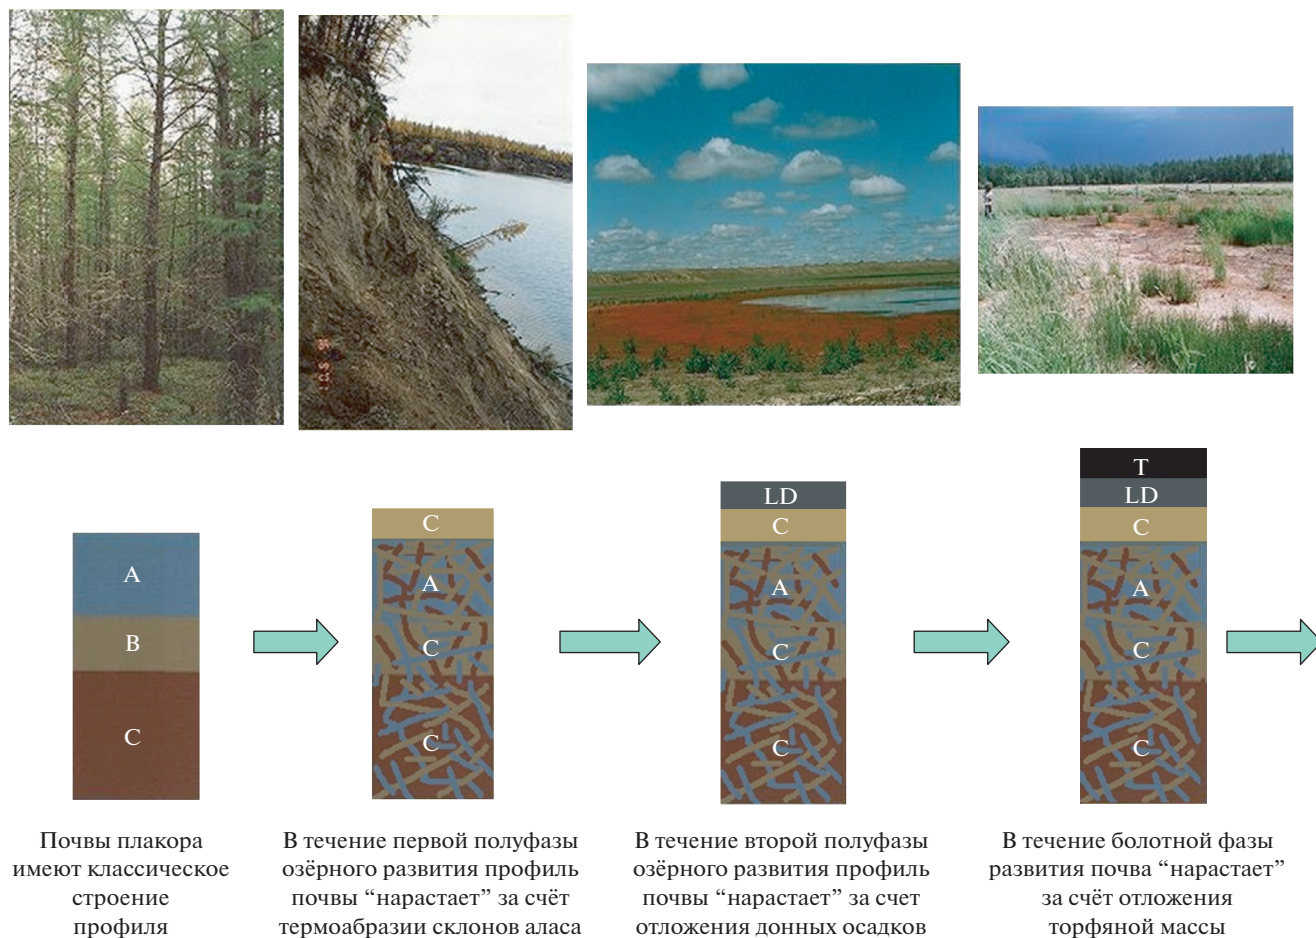 T
LD
LD
C
C
C
A
A
A
A
B
C
C
C
C
C
C
C
Почвы плакора
имеют классическое
строение
профиля
В течение первой полуфазы
озёрного развития профиль
почвы “нарастает” за счёт
термоабразии склонов аласа
В течение второй полуфазы
озёрного развития профиль
почвы “нарастает” за счет
отложения донных осадков
В течение болотной фазы
развития почва “нарастает”
за счёт отложения
торфяной массы